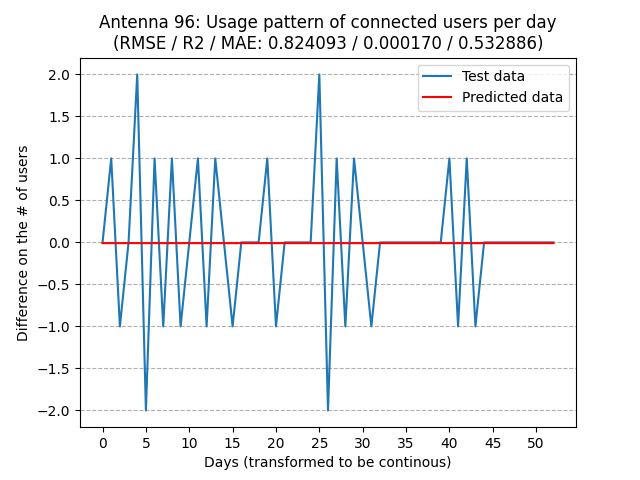 Antenna 96: Usage pattern of connected users per day
(RMSE / R2 / MAE: 0.824093 / 0.000170 / 0.532886)
Test data
Predicted data
Difference on the # of users
2.0
1.5
1.0
0.5
0.0
−0.5
−1.0
−1.5
−2.0
0 5 10 15 20 25 30 35 40 45 50
Days (transformed to be continous)